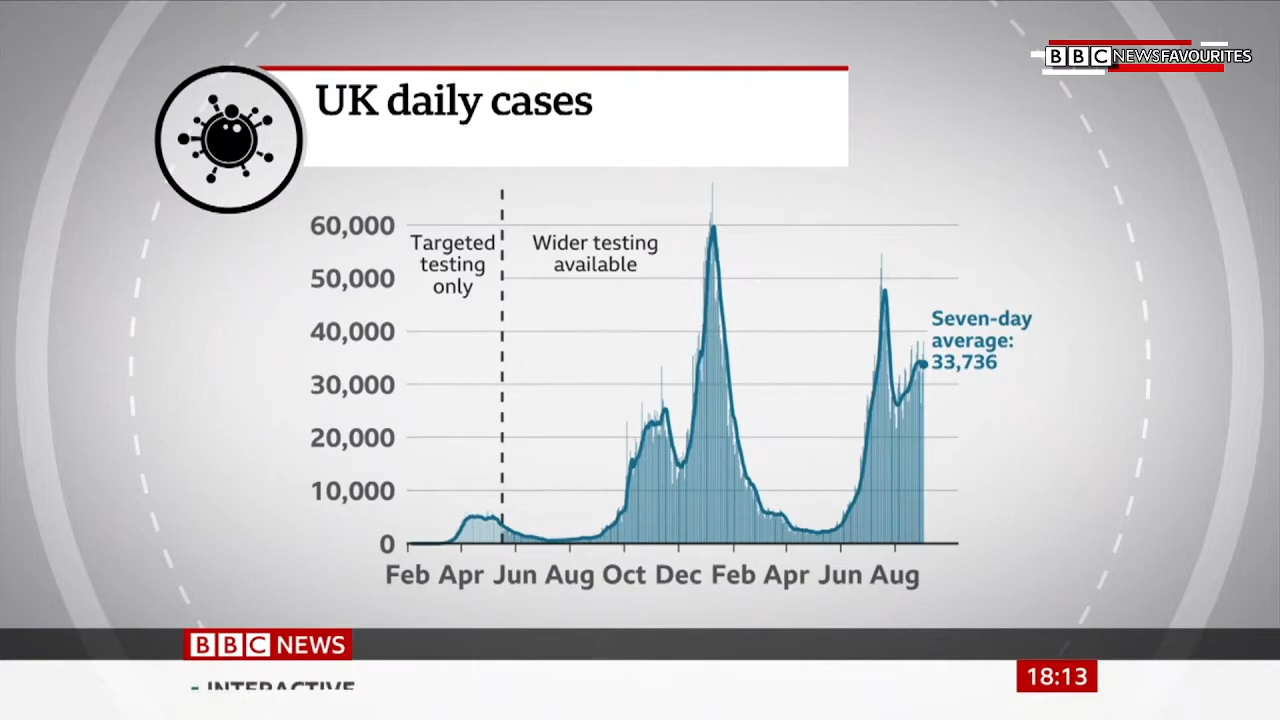 BBC NEWSFAVOURITES
UK daily cases
60,000
50,000
40,000
30,000
20,000
10,000
0
Targeted
testing
only
Wider testing
available
Seven-day
average:
33,736
Feb Apr Jun Aug Oct Dec Feb Apr Jun Aug
BBC NEWS
- INTERACTIVE
18:13